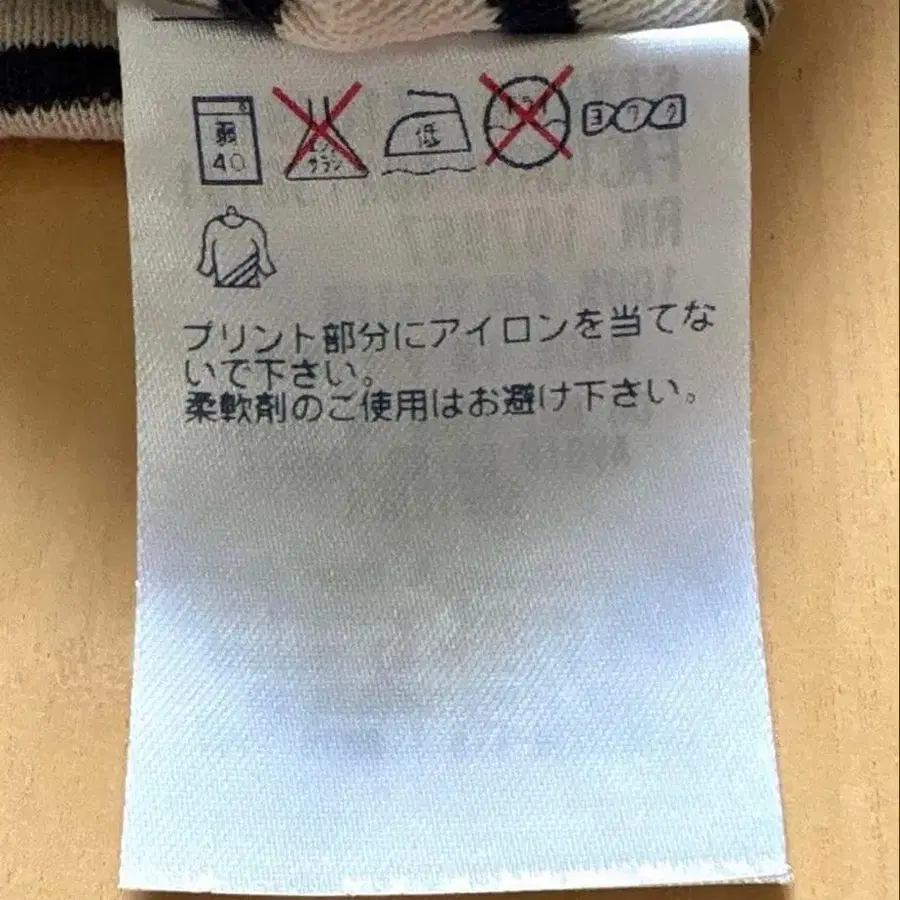 弱
40
エンソ
サラシ
低
ドライ
ヨワク
プリント部分にアイロンを当てな
いで下さい。
柔軟剤のご使用はお避け下さい。